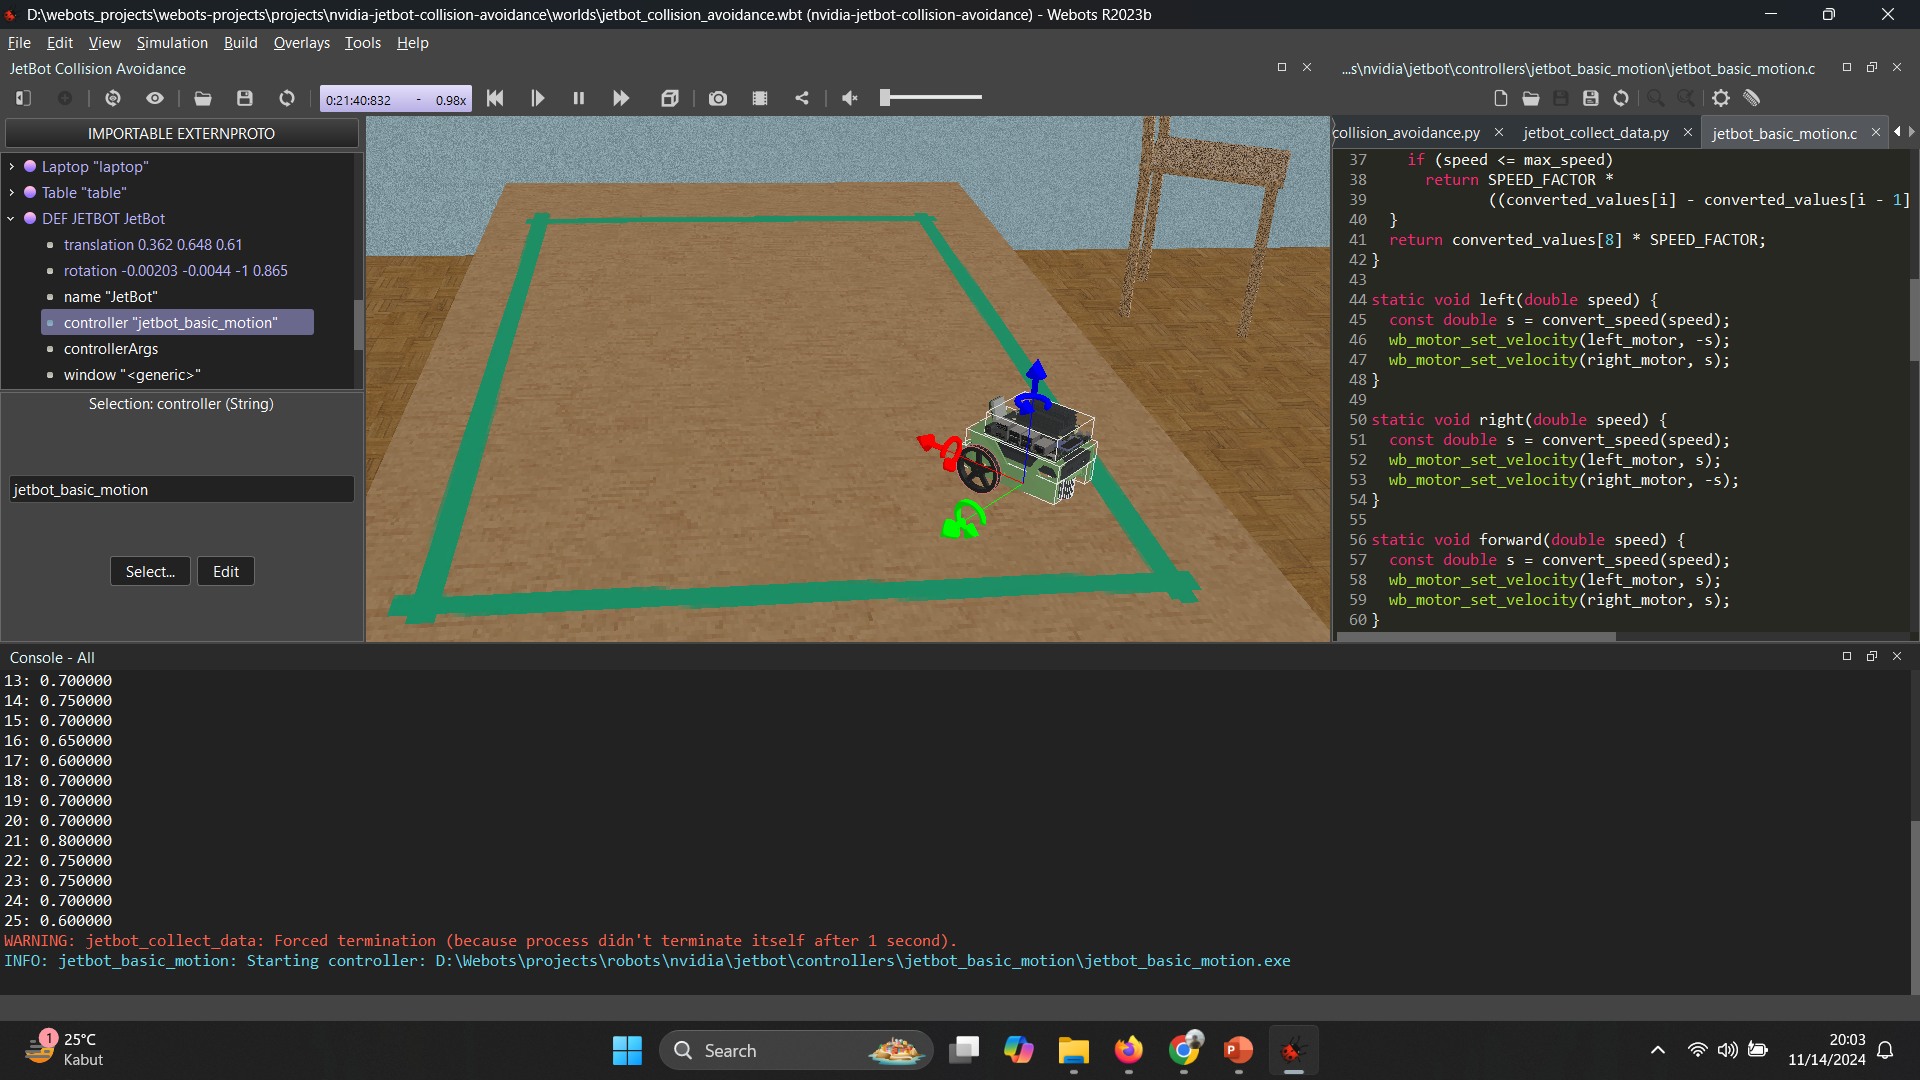 D:\webots_projects\webots-projects\projects\nvidia-jetbot-collision-avoidance\worlds\jetbot_collision_avoidance.wbt (nvidia-jetbot-collision-avoidance) - Webots R2023b
File Edit View Simulation Build Overlays Tools Help
JetBot Collision Avoidance
0:21:40:832 - 0.98x
IMPORTABLE EXTERNPROTO
Laptop "laptop"
Table "table"
DEF JETBOT JetBot
translation 0.362 0.648 0.61
rotation -0.00203 -0.0044 -1 0.865
name "JetBot"
controller "jetbot_basic_motion"
controllerArgs
window "<generic>"
Selection: controller (String)
jetbot_basic_motion
Select... Edit
...s\nvidia\jetbot\controllers\jetbot_basic_motion\jetbot_basic_motion.c
collision_avoidance.py jetbot_collect_data.py jetbot_basic_motion.c
37 if (speed <= max_speed)
38 return SPEED_FACTOR *
39 ((converted_values[i] - converted_values[i - 1]
40 }
41 return converted_values[8] * SPEED_FACTOR;
42 }
43
44 static void left(double speed) {
45 const double s = convert_speed(speed);
46 wb_motor_set_velocity(left_motor, -s);
47 wb_motor_set_velocity(right_motor, s);
48 }
49
50 static void right(double speed) {
51 const double s = convert_speed(speed);
52 wb_motor_set_velocity(left_motor, s);
53 wb_motor_set_velocity(right_motor, -s);
54 }
55
56 static void forward(double speed) {
57 const double s = convert_speed(speed);
58 wb_motor_set_velocity(left_motor, s);
59 wb_motor_set_velocity(right_motor, s);
60 }
Console - All
13: 0.700000
14: 0.750000
15: 0.700000
16: 0.650000
17: 0.600000
18: 0.700000
19: 0.700000
20: 0.700000
21: 0.800000
22: 0.750000
23: 0.750000
24: 0.700000
25: 0.600000
WARNING: jetbot_collect_data: Forced termination (because process didn't terminate itself after 1 second).
INFO: jetbot_basic_motion: Starting controller: D:\Webots\projects\robots\nvidia\jetbot\controllers\jetbot_basic_motion\jetbot_basic_motion.exe
1
25°C
Kabut
Search
P
20:03
11/14/2024